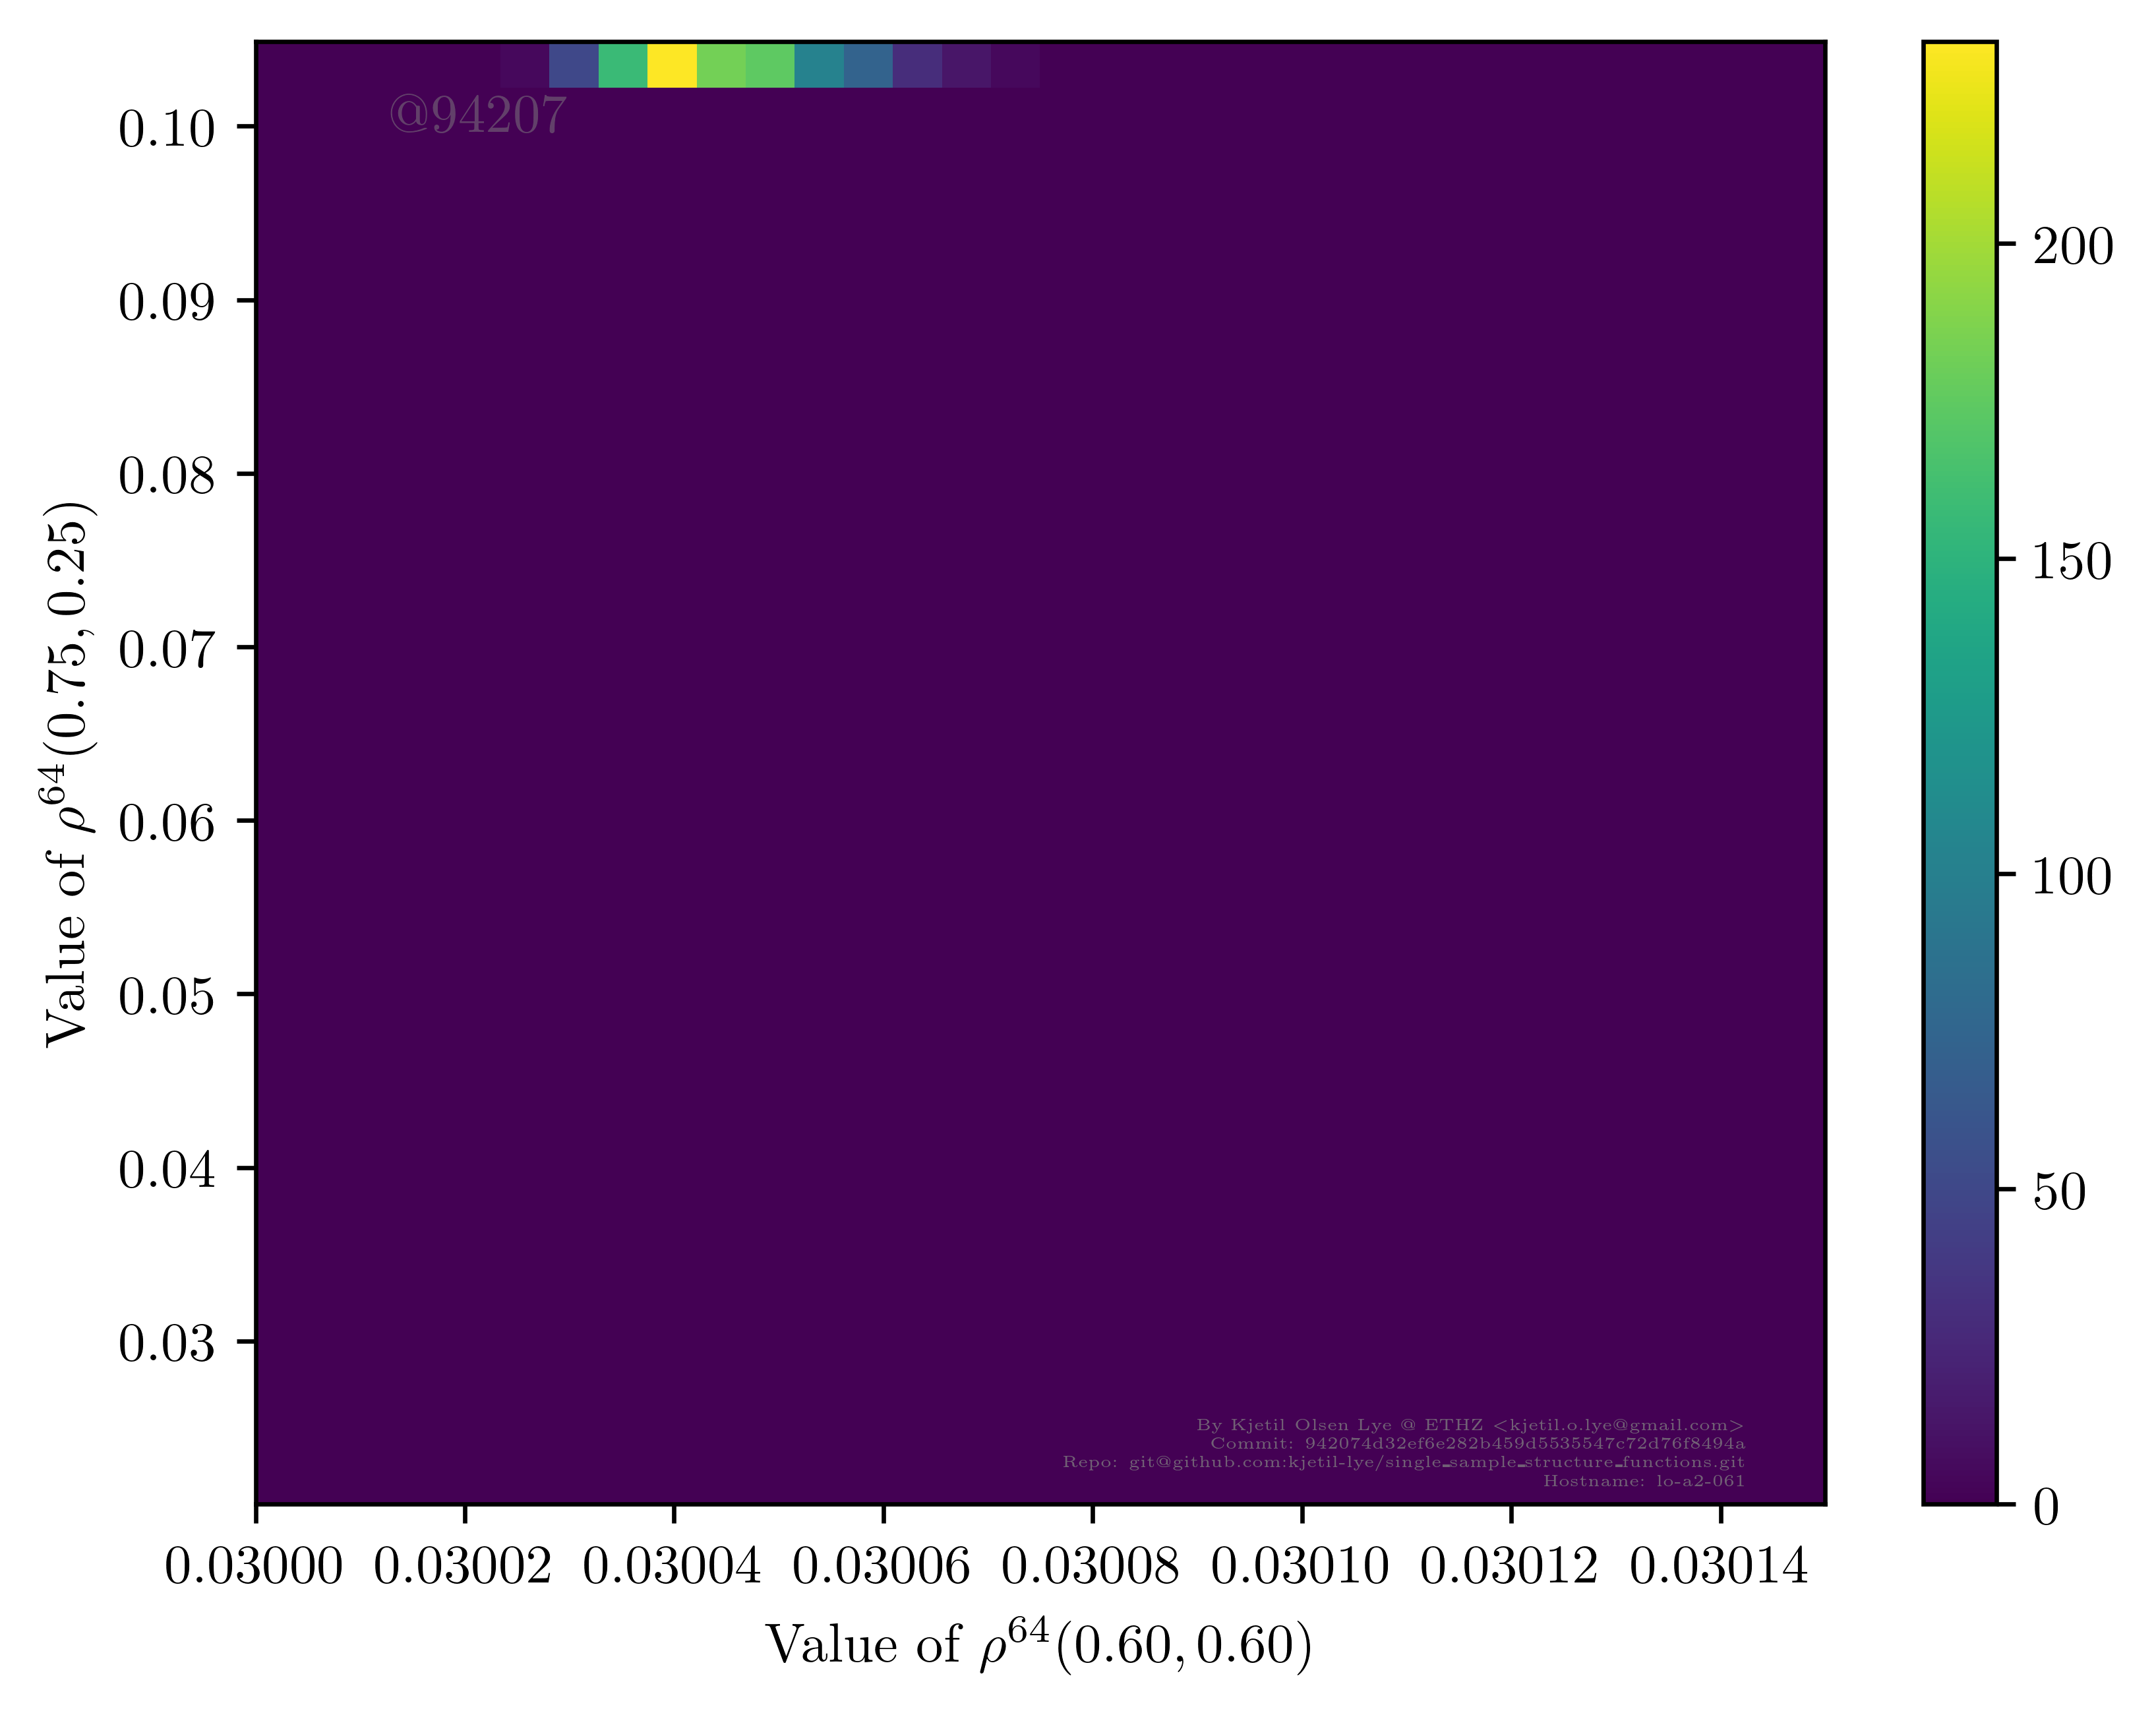 @94207
0.10
0.09
0.08
0.07
0.06
0.05
0.04
0.03
Value of ρ⁶⁴(0.75, 0.25)
0.03000 0.03002 0.03004 0.03006 0.03008 0.03010 0.03012 0.03014
Value of ρ⁶⁴(0.60, 0.60)
200
150
100
50
0
By Kjetil Olsen Lye @ ETHZ <kjetil.o.lye@gmail.com>
Commit: 942074d32ef6e282b459d5535547c72d76f8494a
Repo: git@github.com:kjetil-lye/single_sample_structure_functions.git
Hostname: lo-a2-061